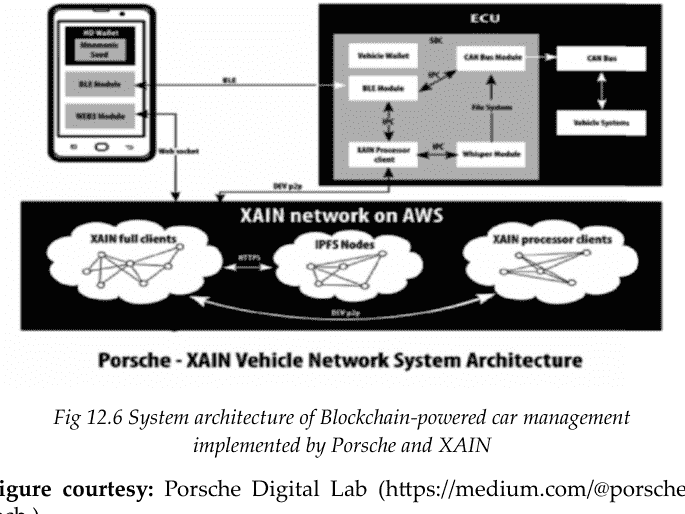 ECU
HD Wallet
Mnemonic
Seed
BLE Module
WEB3 Module
BLE
Web socket
SBC
Vehicle Wallet
BLE Module
IPC
CAN Bus Module
CAN Bus
IPC
File System
Vehicle Systems
XAIN Processor
client
IPC
Whisper Module
DEV p2p
XAIN network on AWS
XAIN full clients
HTTPS
IPFS Nodes
XAIN processor clients
DEV p2p
Porsche - XAIN Vehicle Network System Architecture
Fig 12.6 System architecture of Blockchain-powered car management
implemented by Porsche and XAIN
igure courtesy: Porsche Digital Lab (https://medium.com/@porsche